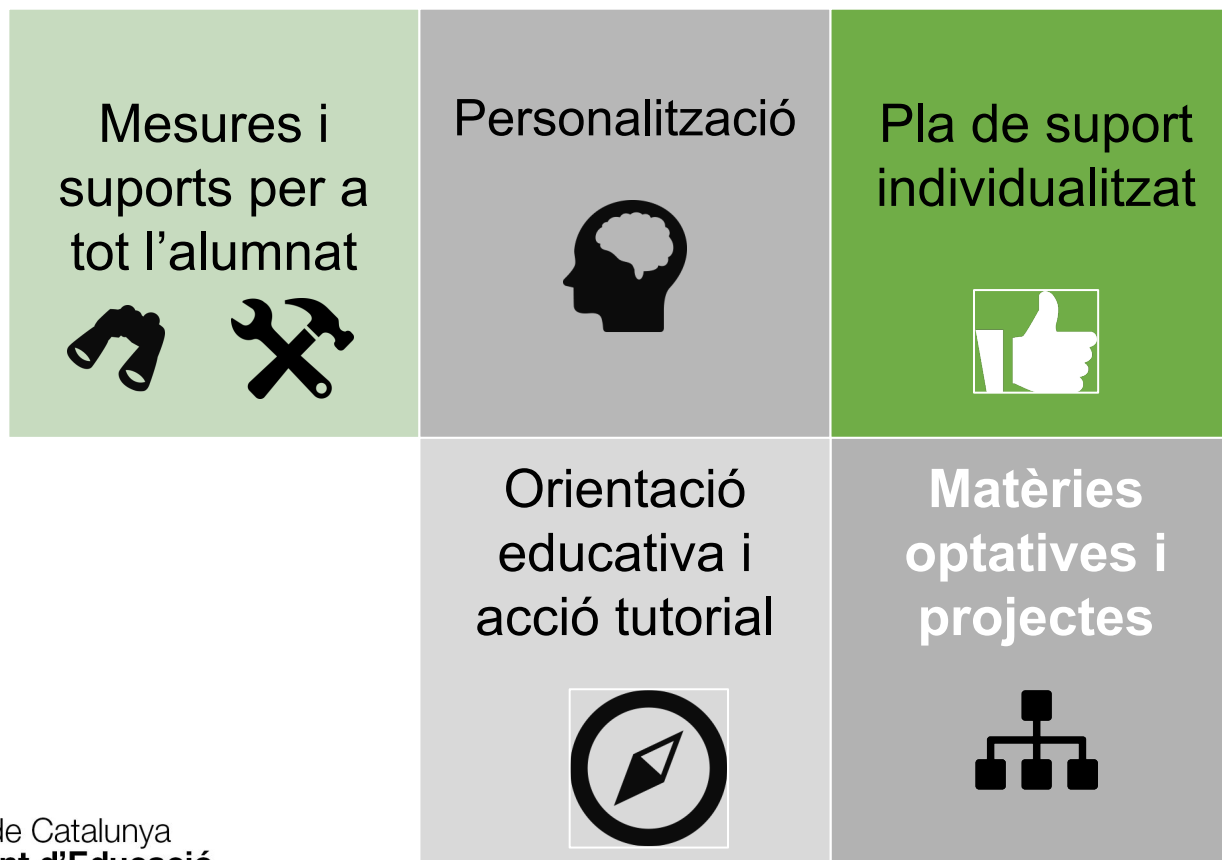 Mesures i
suports per a
tot l’alumnat
Personalització
Pla de suport
individualitzat
Orientació
educativa i
acció tutorial
Matèries
optatives i
projectes
de Catalunya
d'Educació